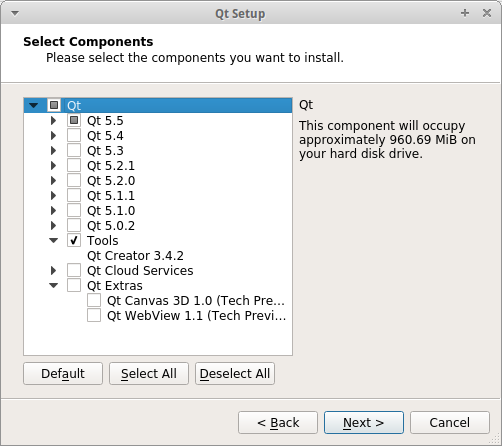 Qt Setup
Select Components
Please select the components you want to install.
Qt
Qt 5.5
Qt 5.4
Qt 5.3
Qt 5.2.1
Qt 5.2.0
Qt 5.1.1
Qt 5.1.0
Qt 5.0.2
Tools
Qt Creator 3.4.2
Qt Cloud Services
Qt Extras
Qt Canvas 3D 1.0 (Tech Pre...
Qt WebView 1.1 (Tech Previ...
Qt
This component will occupy
approximately 960.69 MiB on
your hard disk drive.
Default Select All Deselect All
< Back Next > Cancel